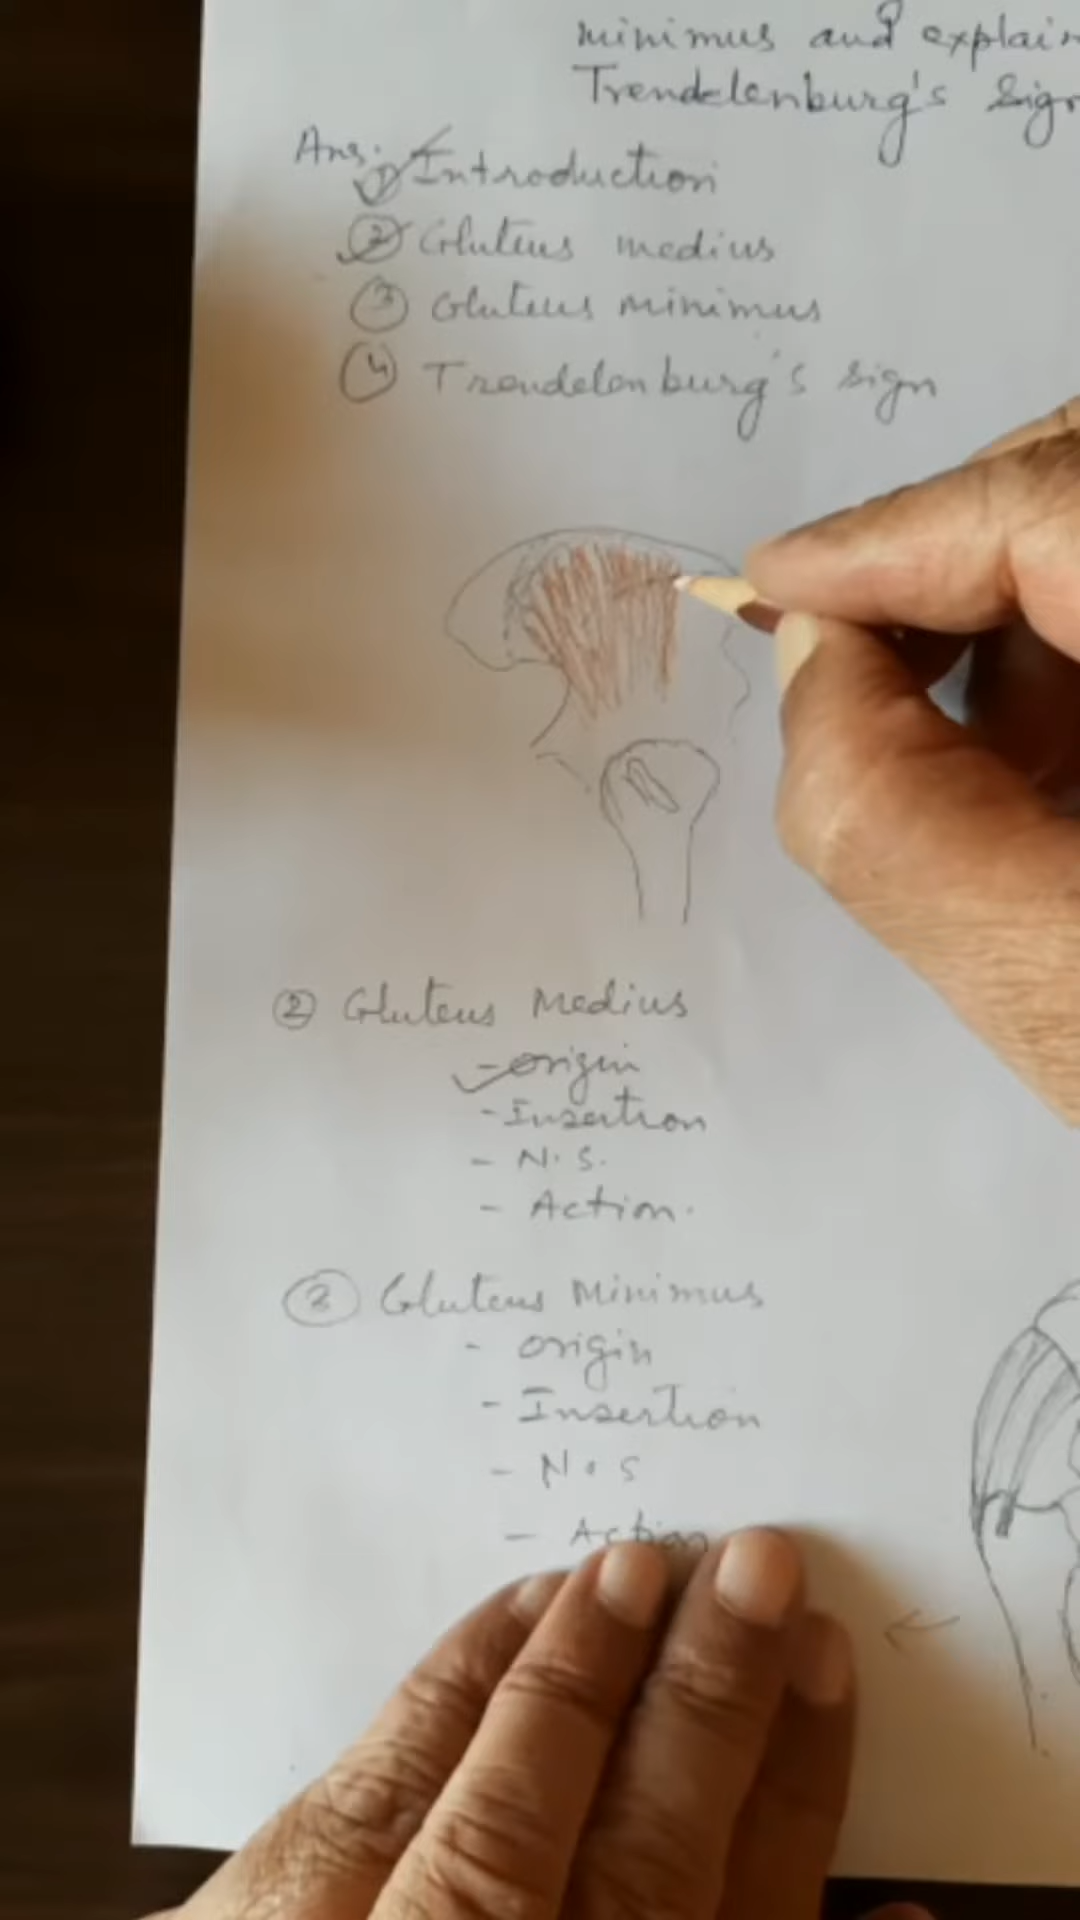 minimus and explain
Trendelenburg's sign
Ans:
① Introduction
② Gluteus medius
③ Gluteus minimus
④ Trendelenburg's sign
② Gluteus Medius
- origin
- Insertion
- N.S.
- Action.
③ Gluteus Minimus
- origin
- Insertion
- N.S
- Action